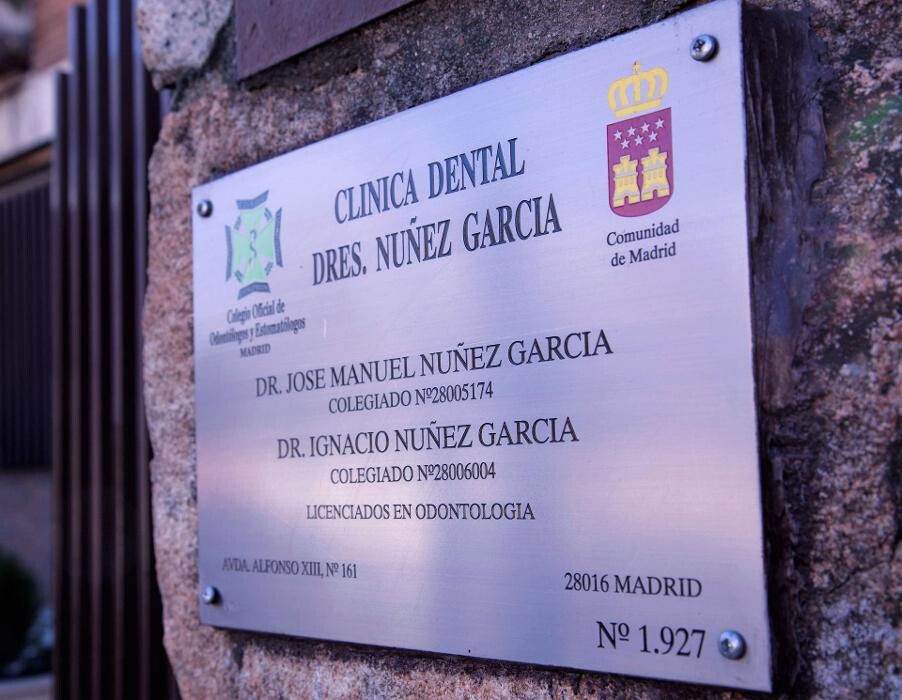 CLINICA DENTAL
DRES. NUÑEZ GARCIA
Colegio Oficial de
Odontólogos y Estomatólogos
MADRID
Comunidad
de Madrid
DR. JOSE MANUEL NUÑEZ GARCIA
COLEGIADO Nº28005174
DR. IGNACIO NUÑEZ GARCIA
COLEGIADO Nº28006004
LICENCIADOS EN ODONTOLOGIA
AVDA. ALFONSO XIII, Nº 161
28016 MADRID
Nº 1.927